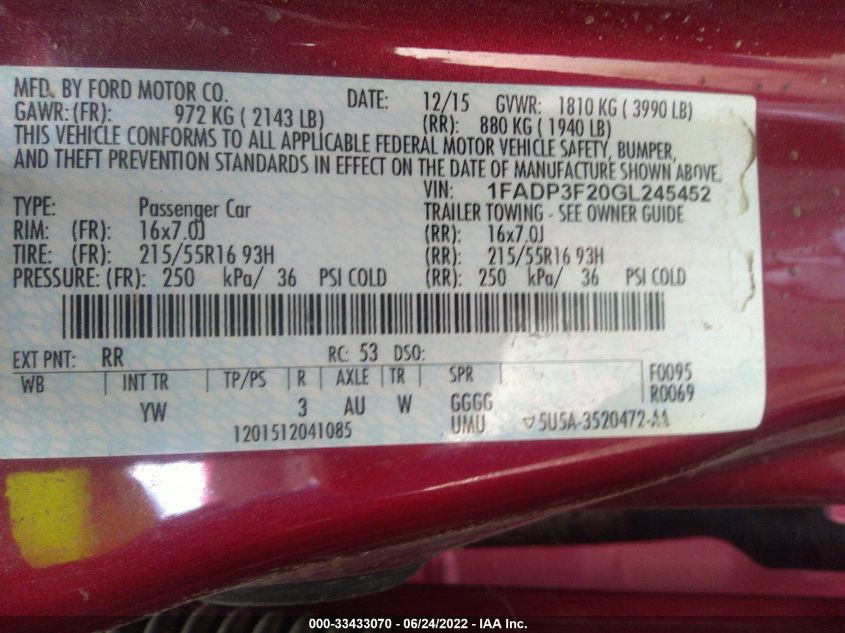 MFD. BY FORD MOTOR CO. DATE: 12/15 GVWR: 1810 KG ( 3990 LB)
GAWR: (FR): 972 KG ( 2143 LB) (RR): 880 KG ( 1940 LB)
THIS VEHICLE CONFORMS TO ALL APPLICABLE FEDERAL MOTOR VEHICLE SAFETY, BUMPER,
AND THEFT PREVENTION STANDARDS IN EFFECT ON THE DATE OF MANUFACTURE SHOWN ABOVE.
VIN: 1FADP3F20GL245452
TYPE: Passenger Car TRAILER TOWING - SEE OWNER GUIDE
RIM: (FR): 16x7.0J (RR): 16x7.0J
TIRE: (FR): 215/55R16 93H (RR): 215/55R16 93H
PRESSURE: (FR): 250 kPa/ 36 PSI COLD (RR): 250 kPa/ 36 PSI COLD
EXT PNT: RR RC: 53 DSO:
WB INT TR TP/PS R AXLE TR SPR F0095
YW 3 AU W GGGG R0069
1201512041085 UMU ▽5U5A-3520472-AA
000-33433070 - 06/24/2022 - IAA Inc.